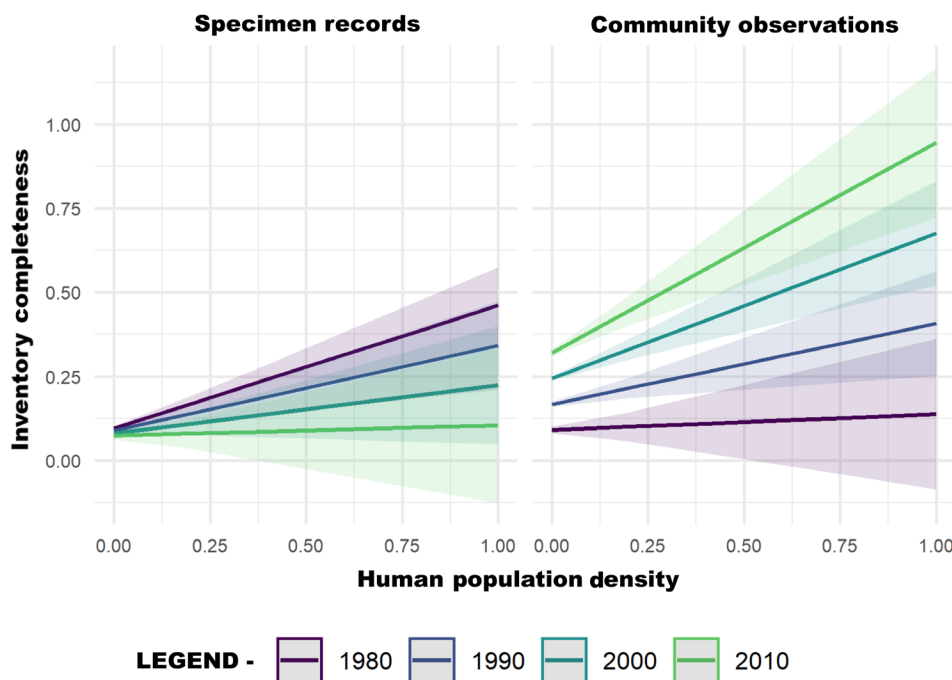 Specimen records
Community observations
Inventory completeness
1.00
0.75
0.50
0.25
0.00
0.00 0.25 0.50 0.75 1.00
0.00 0.25 0.50 0.75 1.00
Human population density
LEGEND - 1980 1990 2000 2010